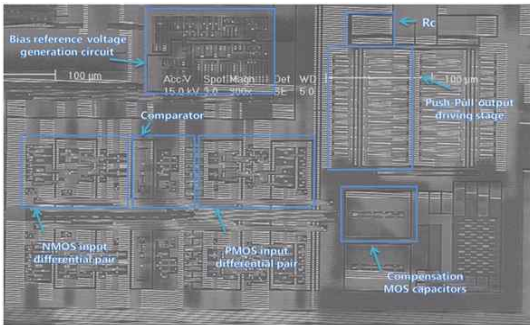 Bias reference voltage
generation circuit
Rc
100 μm
Acc.V Spot Magn Det WD
15.0 kV 3.0 300x SE 5.0
100 μm
Push-Pull output
driving stage
Comparator
NMOS input
differential pair
PMOS input
differential pair
Compensation
MOS capacitors